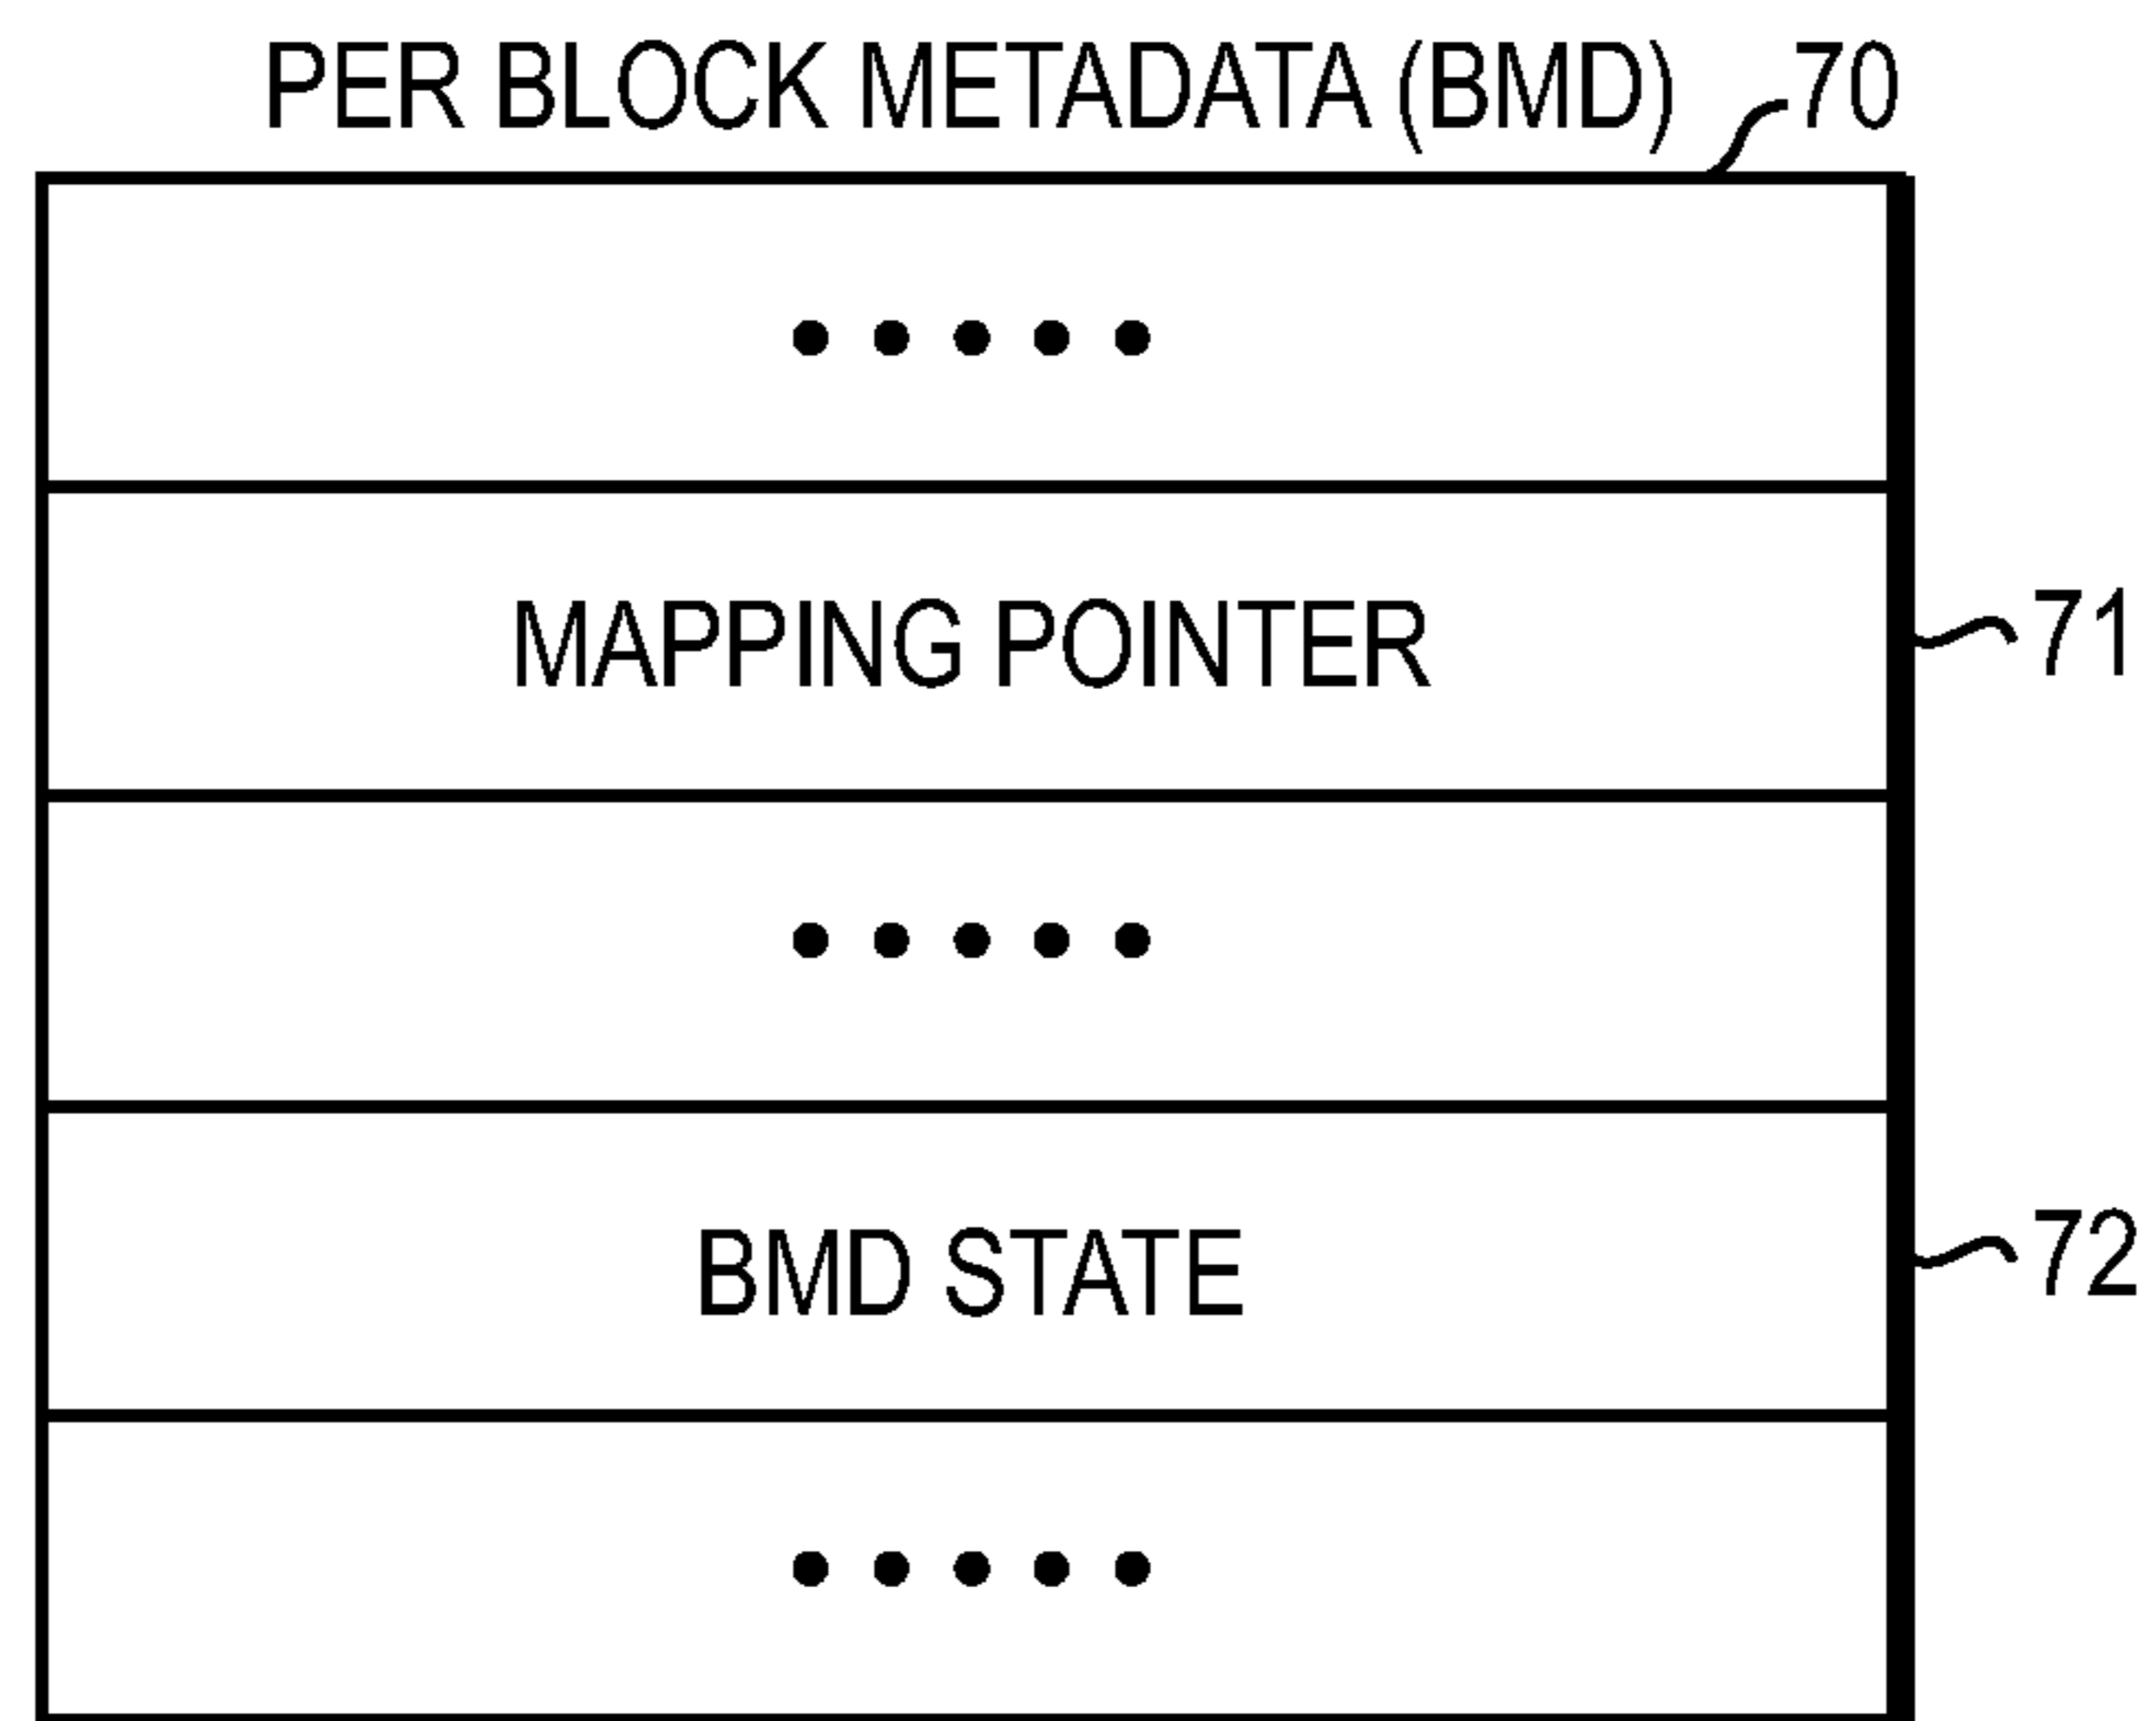 PER BLOCK METADATA (BMD) 70
• • • • •
MAPPING POINTER 71
• • • • •
BMD STATE 72
• • • • •